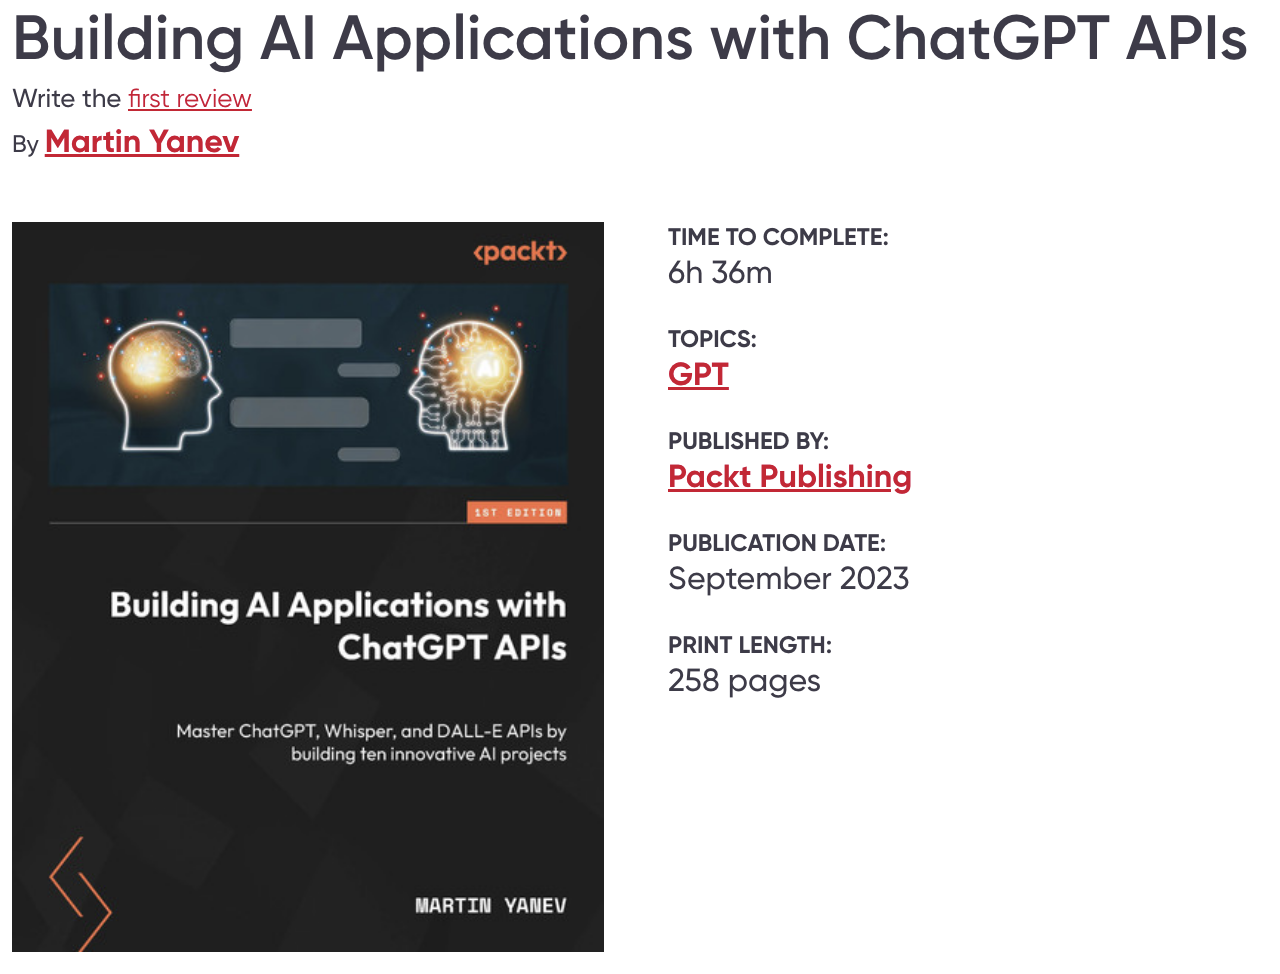 Building AI Applications with ChatGPT APIs
Write the first review
By Martin Yanev
<packt>
AI
1ST EDITION
Building AI Applications with
ChatGPT APIs
Master ChatGPT, Whisper, and DALL-E APIs by
building ten innovative AI projects
MARTIN YANEV
TIME TO COMPLETE:
6h 36m
TOPICS:
GPT
PUBLISHED BY:
Packt Publishing
PUBLICATION DATE:
September 2023
PRINT LENGTH:
258 pages